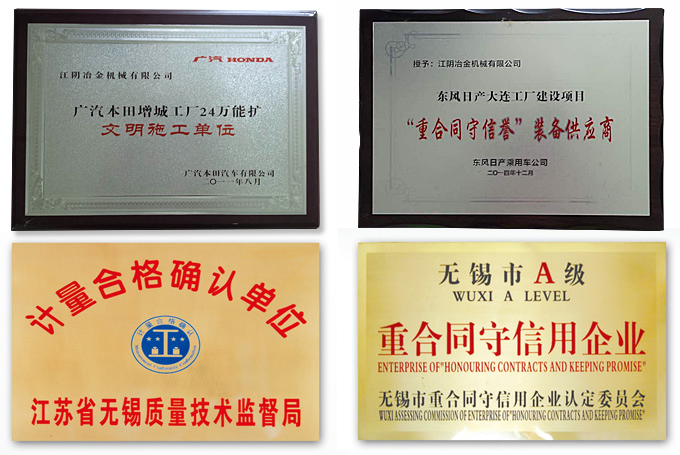 广汽 HONDA
江阴冶金机械有限公司
广汽本田增城工厂24万能扩
文明施工单位
广汽本田汽车有限公司
二〇一一年八月
授予：江阴冶金机械有限公司
东风日产大连工厂建设项目
“重合同守信誉”装备供应商
东风日产乘用车公司
二〇一四年十二月
计量合格确认单位
计量合格确认
江苏省无锡质量技术监督局
无锡市A级
WUXI A LEVEL
重合同守信用企业
ENTERPRISE OF"HONOURING CONTRACTS AND KEEPING PROMISE"
无锡市重合同守信用企业认定委员会
WUXI ASSESSING COMMISSION OF ENTERPRISE OF"HONOURING CONTRACTS AND KEEPING PROMISE"